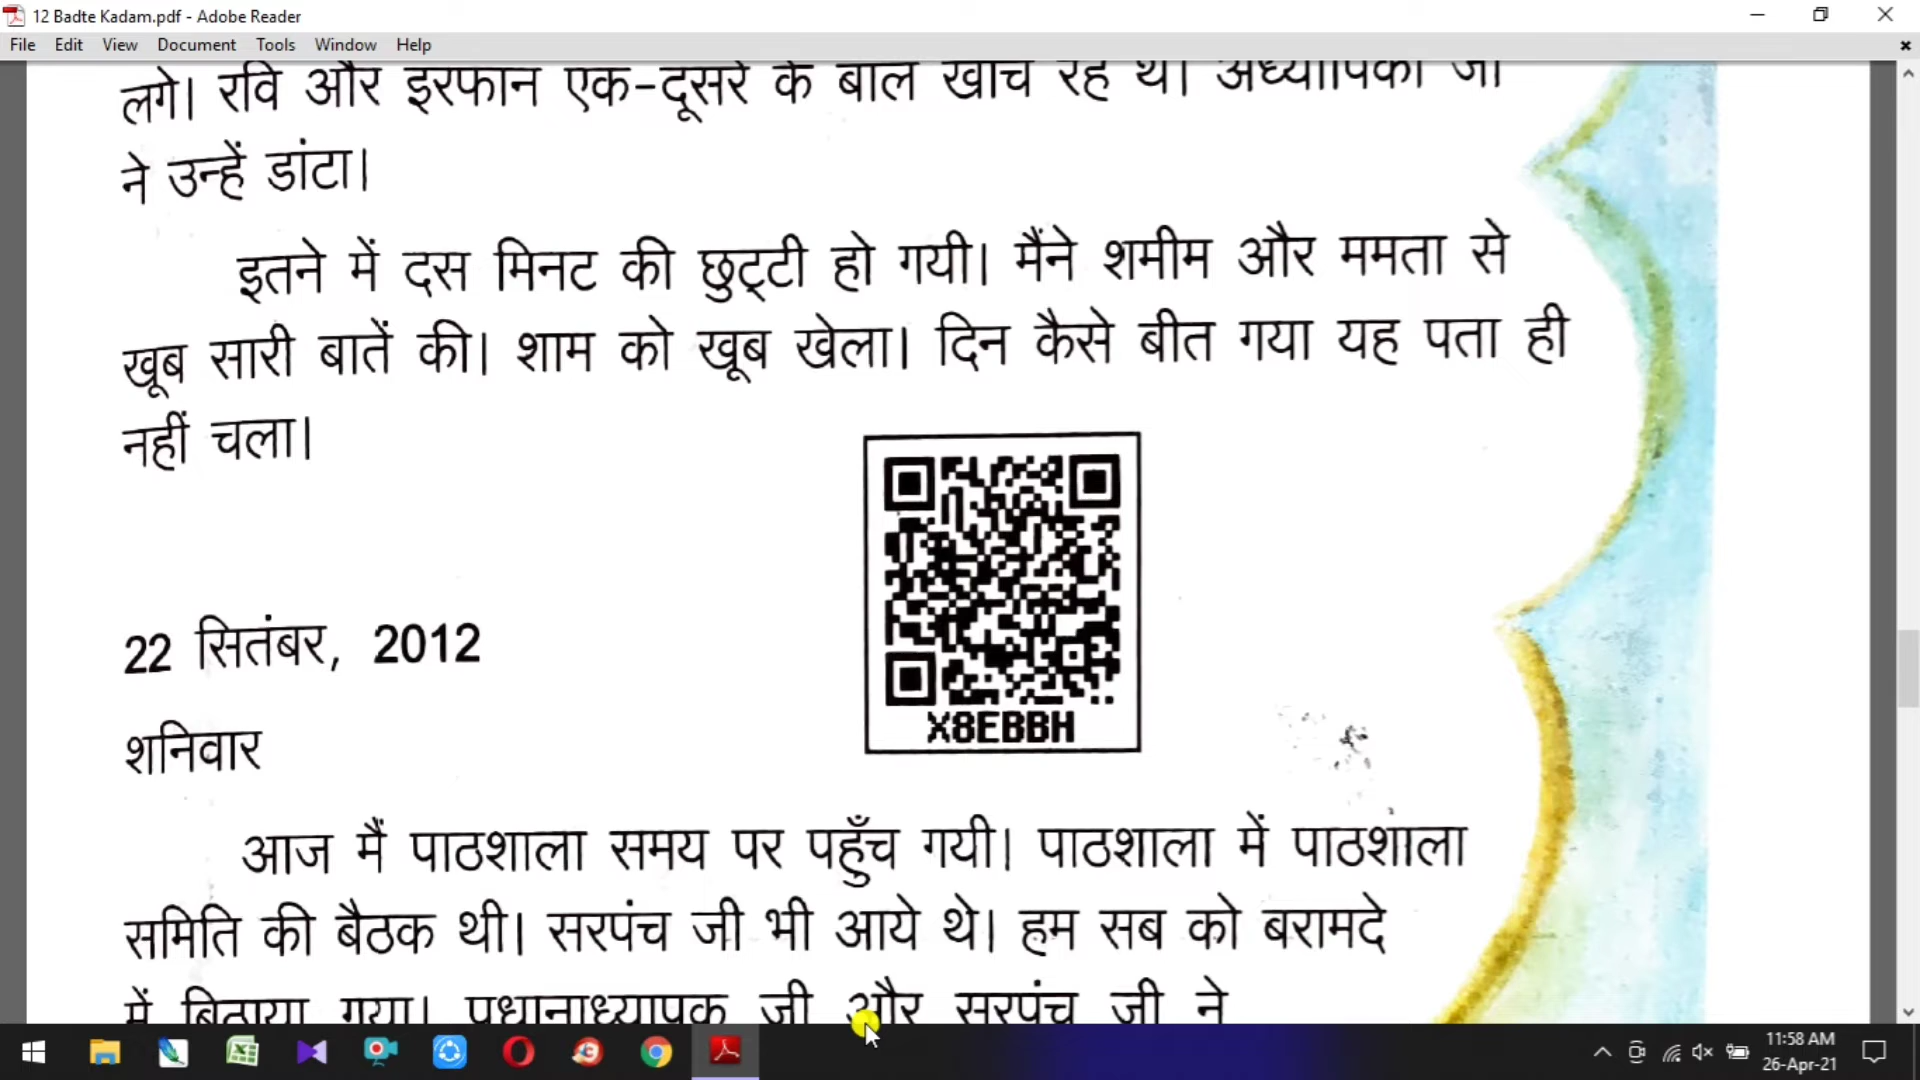 12 Badte Kadam.pdf - Adobe Reader
File Edit View Document Tools Window Help
लगे। रवि और इरफान एक-दूसरे के बाल खींच रहे थे। अध्यापिका जी
ने उन्हें डांटा।
इतने में दस मिनट की छुट्टी हो गयी। मैंने शमीम और ममता से
खूब सारी बातें की। शाम को खूब खेला। दिन कैसे बीत गया यह पता ही
नहीं चला।
X8EBBH
22 सितंबर, 2012
शनिवार
आज मैं पाठशाला समय पर पहुँच गयी। पाठशाला में पाठशाला
समिति की बैठक थी। सरपंच जी भी आये थे। हम सब को बरामदे
में बिठाया गया। प्रधानाध्यापक जी और सरपंच जी ने
11:58 AM
26-Apr-21